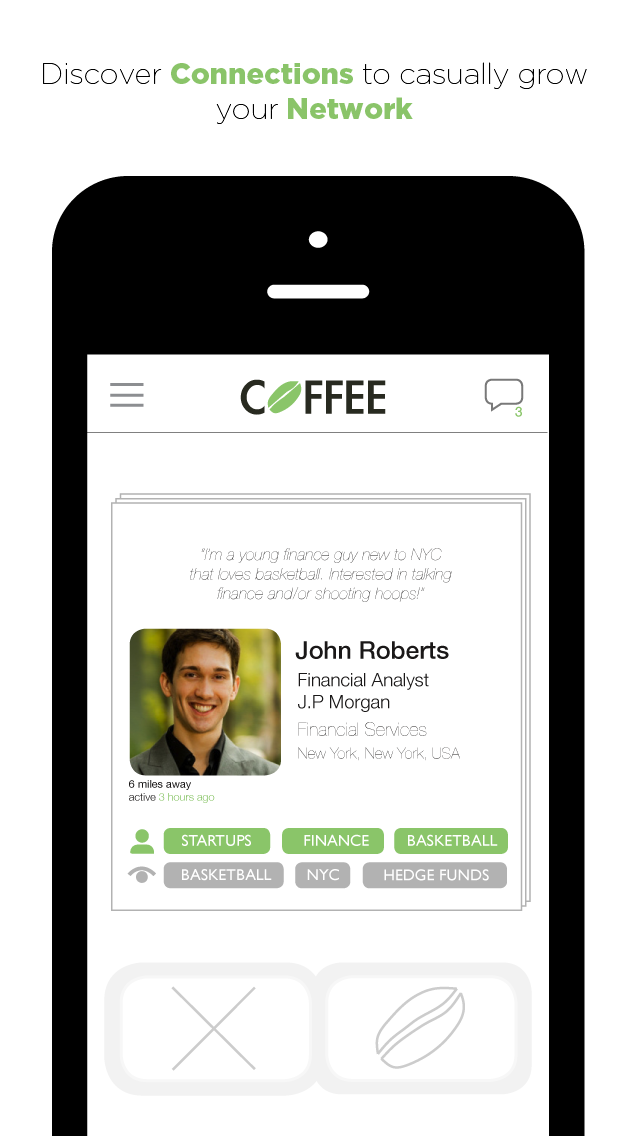 Discover Connections to casually grow
your Network
COFFEE
3
"I'm a young finance guy new to NYC
that loves basketball. Interested in talking
finance and/or shooting hoops!"
John Roberts
Financial Analyst
J.P Morgan
Financial Services
New York, New York, USA
6 miles away
active 3 hours ago
STARTUPS FINANCE BASKETBALL
BASKETBALL NYC HEDGE FUNDS